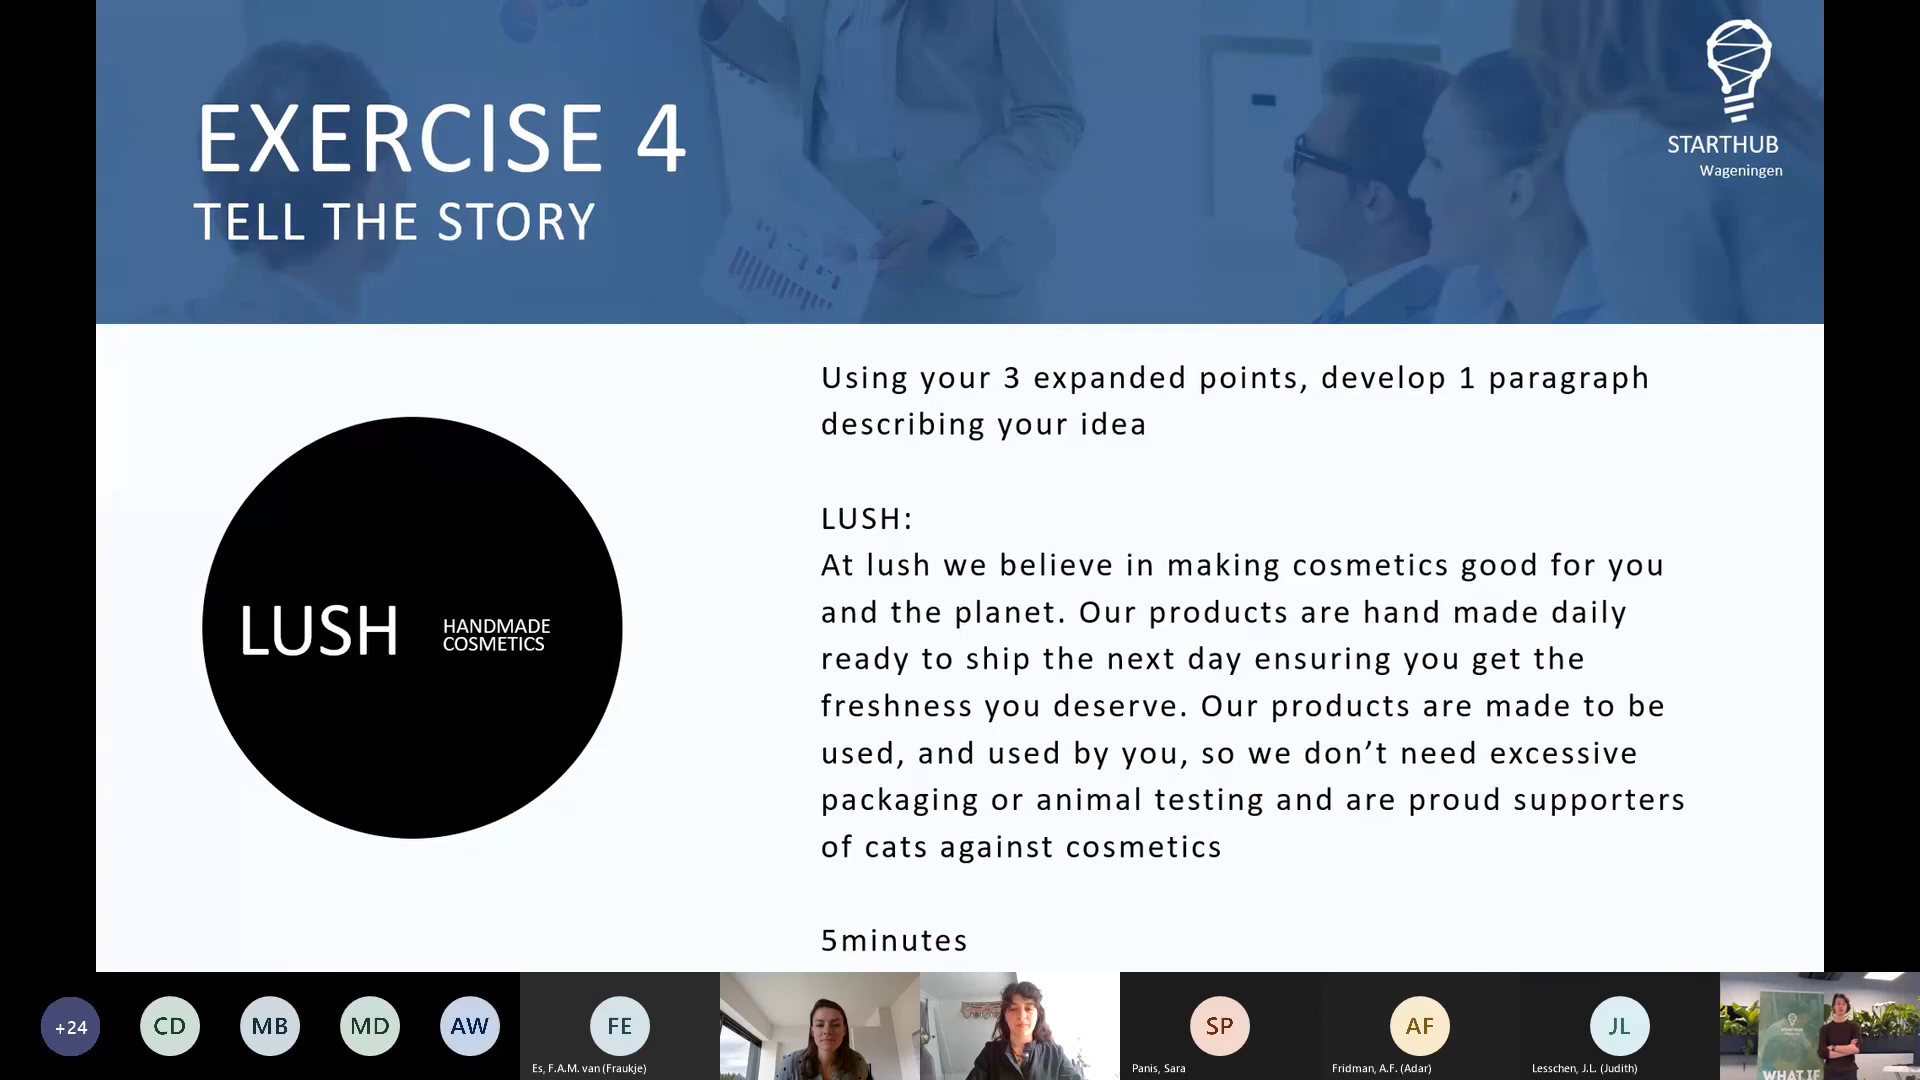 EXERCISE 4
TELL THE STORY
STARTHUB
Wageningen
Using your 3 expanded points, develop 1 paragraph
describing your idea
LUSH:
At lush we believe in making cosmetics good for you
and the planet. Our products are hand made daily
ready to ship the next day ensuring you get the
freshness you deserve. Our products are made to be
used, and used by you, so we don’t need excessive
packaging or animal testing and are proud supporters
of cats against cosmetics
5minutes
LUSH
HANDMADE
COSMETICS
+24
CD
MB
MD
AW
FE
Es, F.A.M. van (Fraukje)
SP
Panis, Sara
AF
Fridman, A.F. (Adar)
JL
Lesschen, J.L. (Judith)
STARTHUB
WHAT IF